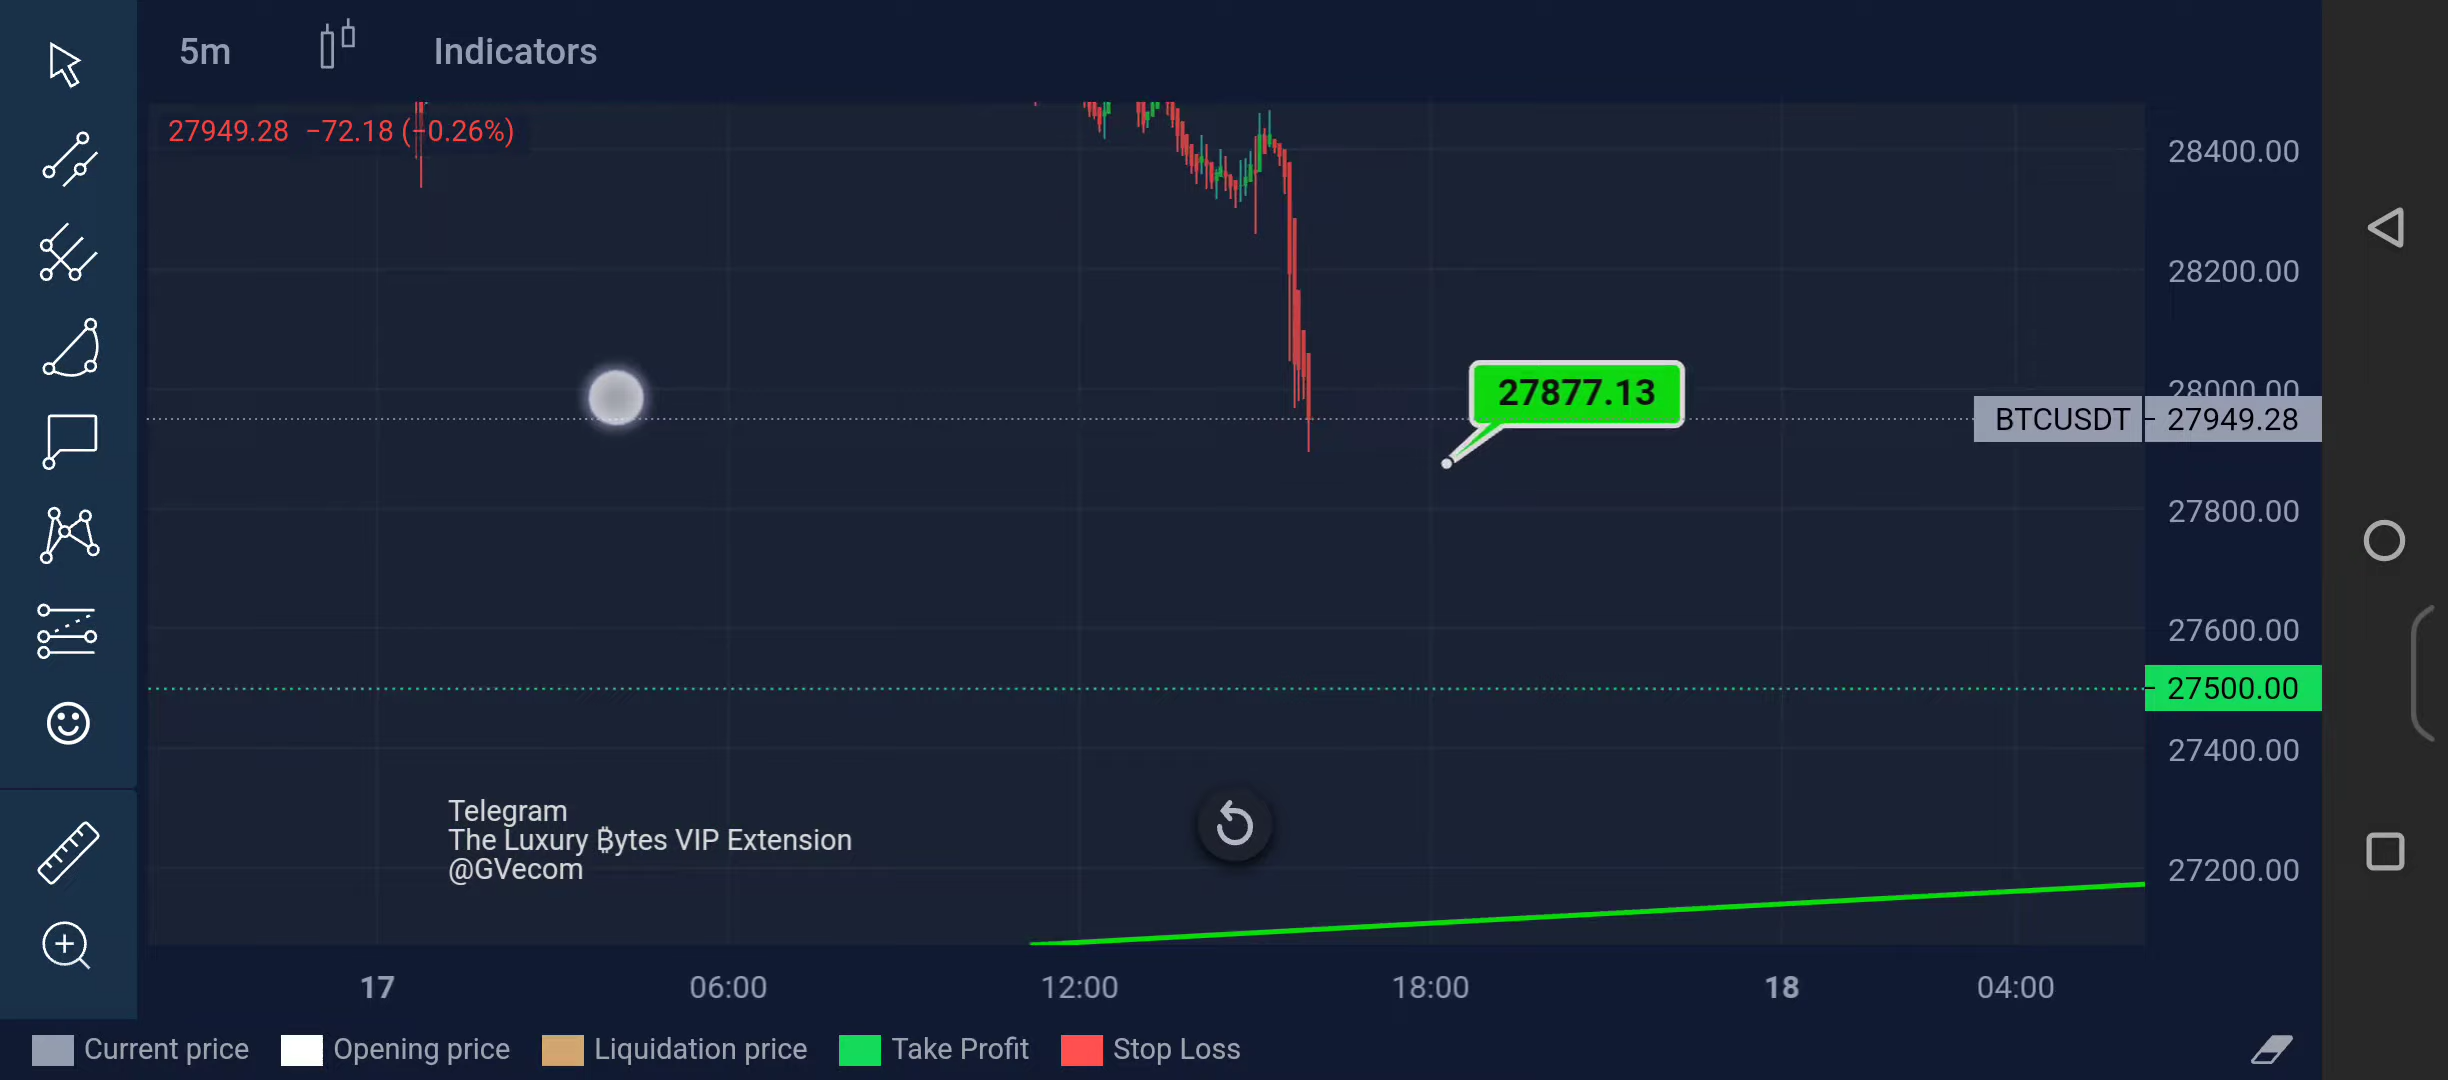 5m Indicators
27949.28 −72.18 (−0.26%)
28400.00
28200.00
27877.13
28000.00
BTCUSDT 27949.28
27800.00
27600.00
27500.00
27400.00
Telegram
The Luxury ₿ytes VIP Extension
@GVecom
27200.00
17 06:00 12:00 18:00 18 04:00
Current price Opening price Liquidation price Take Profit Stop Loss